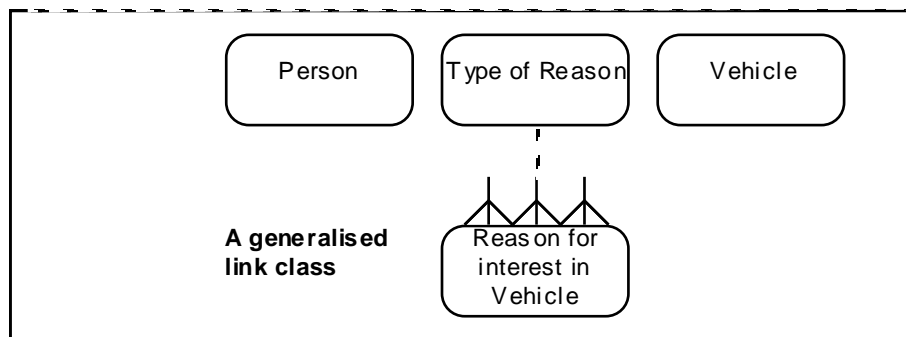 Person
Type of Reason
Vehicle
A generalised
link class
Reason for
interest in
Vehicle